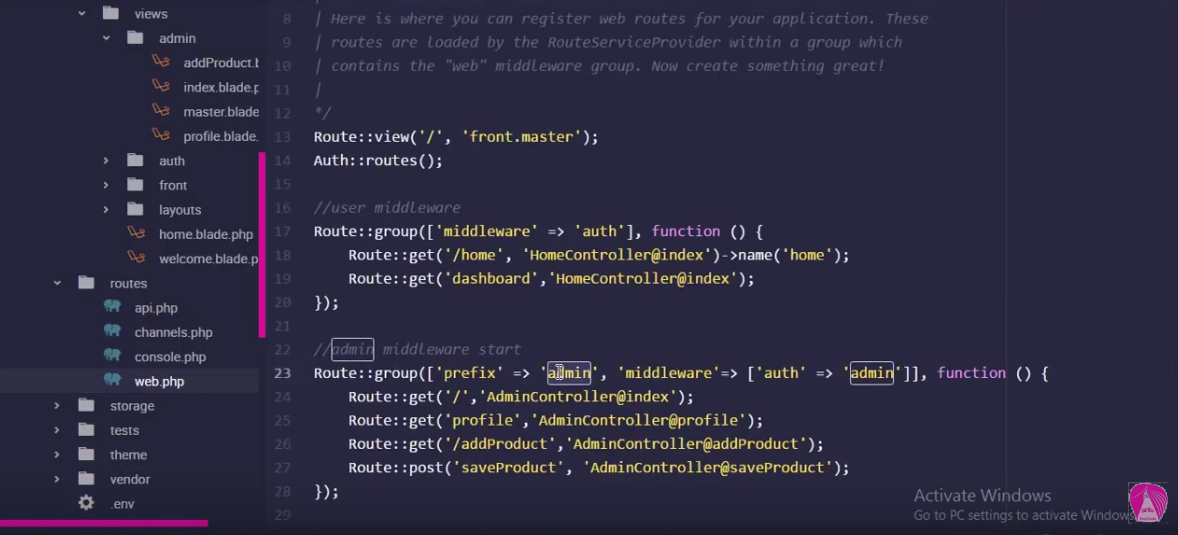 views
admin
addProduct.b
index.blade.p
master.blade
profile.blade.
auth
front
layouts
home.blade.php
welcome.blade.p
routes
api.php
channels.php
console.php
web.php
storage
tests
theme
vendor
.env
8 | Here is where you can register web routes for your application. These
9 | routes are loaded by the RouteServiceProvider within a group which
10 | contains the "web" middleware group. Now create something great!
11 |
12 */
13 Route::view('/', 'front.master');
14 Auth::routes();
15
16 //user middleware
17 Route::group(['middleware' => 'auth'], function () {
18 Route::get('/home', 'HomeController@index')->name('home');
19 Route::get('dashboard','HomeController@index');
20 });
21
22 //admin middleware start
23 Route::group(['prefix' => 'admin', 'middleware'=> ['auth' => 'admin']], function () {
24 Route::get('/','AdminController@index');
25 Route::get('profile','AdminController@profile');
26 Route::get('/addProduct','AdminController@addProduct');
27 Route::post('saveProduct', 'AdminController@saveProduct');
28 });
29
Activate Windows
Go to PC settings to activate Windows